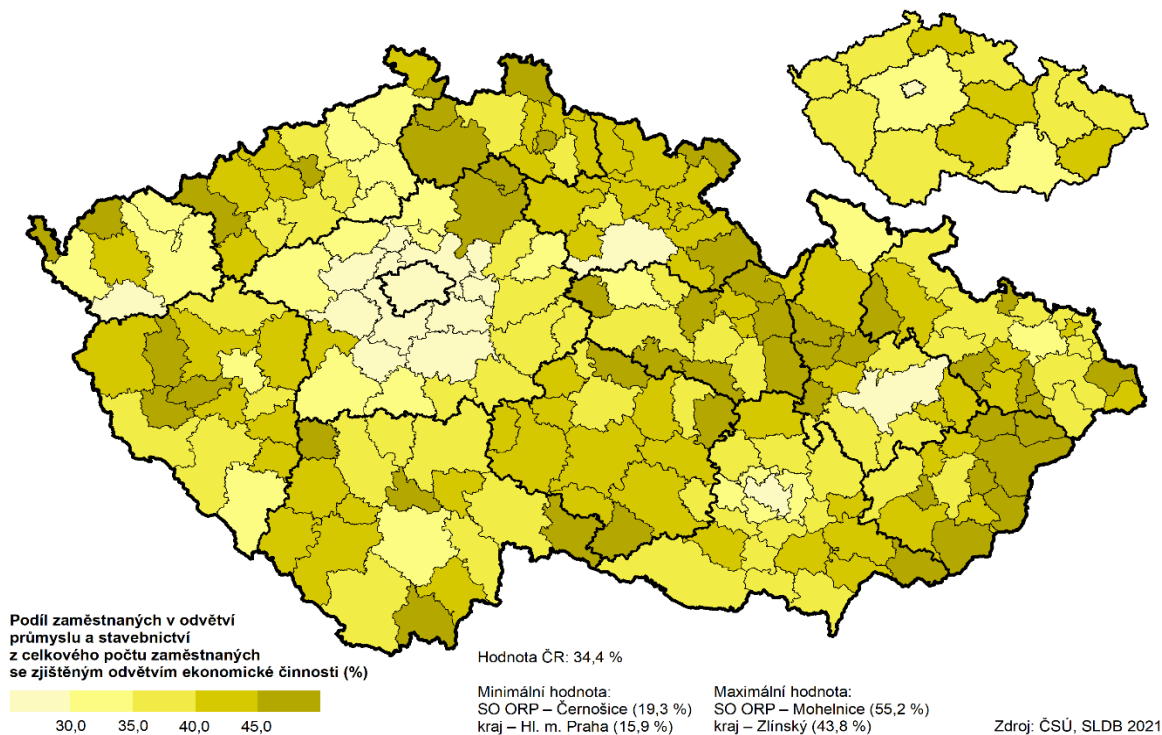 Podíl zaměstnaných v odvětví
průmyslu a stavebnictví
z celkového počtu zaměstnaných
se zjištěným odvětvím ekonomické činnosti (%)
30,0 35,0 40,0 45,0
Hodnota ČR: 34,4 %
Minimální hodnota:
SO ORP – Černošice (19,3 %)
kraj – Hl. m. Praha (15,9 %)
Maximální hodnota:
SO ORP – Mohelnice (55,2 %)
kraj – Zlínský (43,8 %)
Zdroj: ČSÚ, SLDB 2021